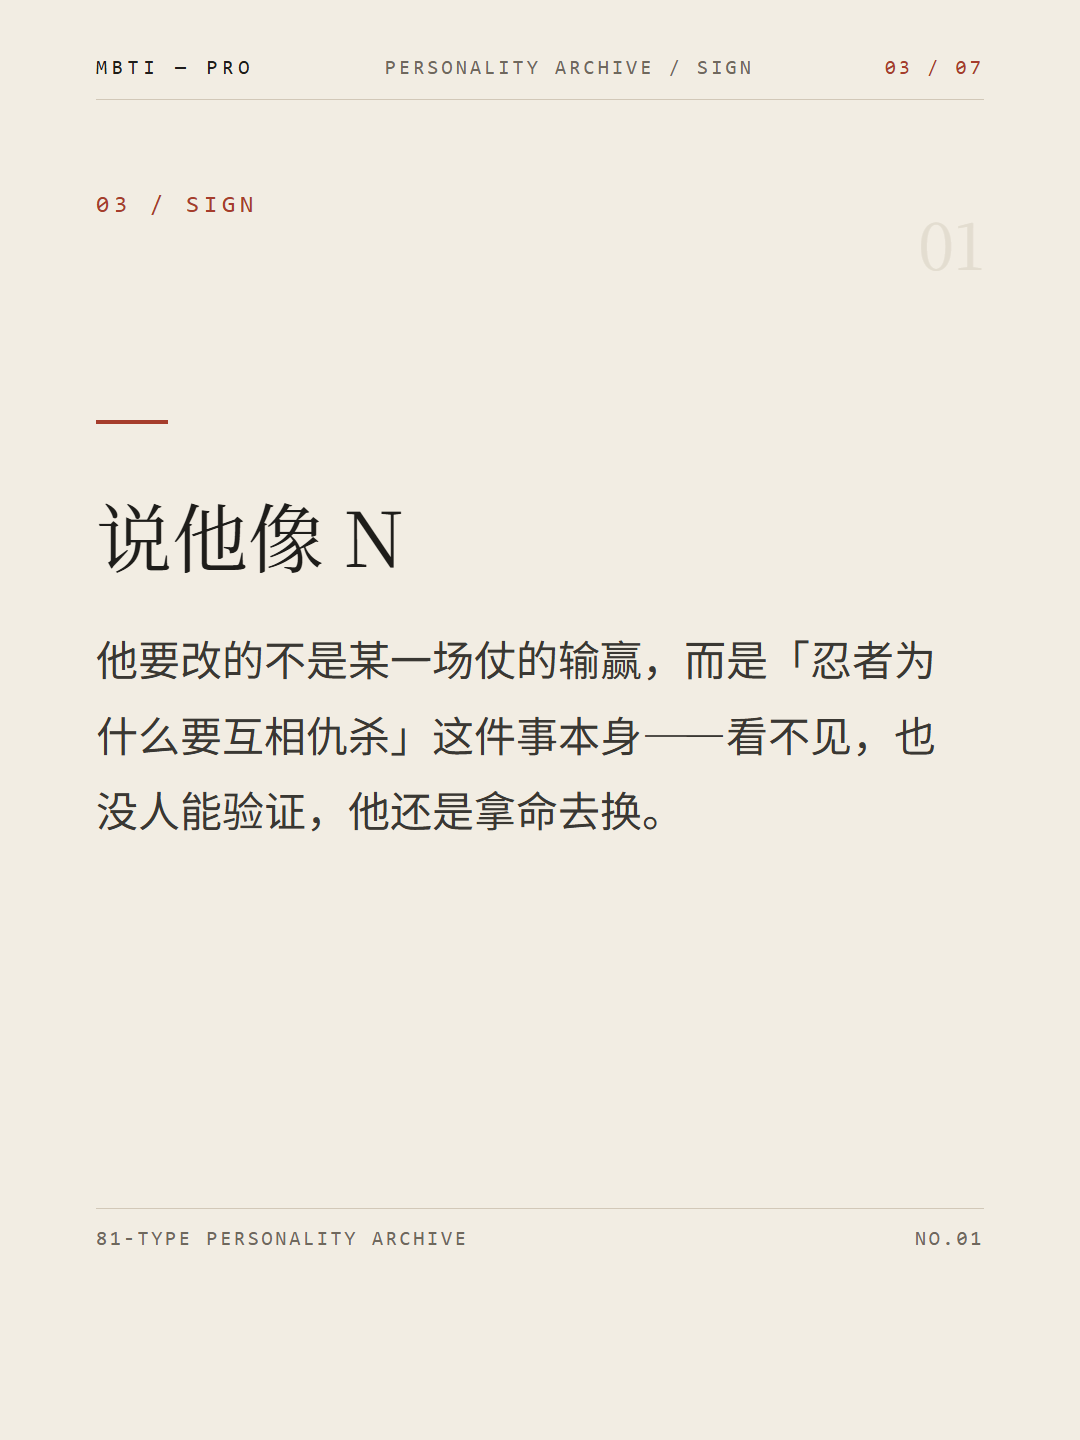 MBTI — PRO
PERSONALITY ARCHIVE / SIGN
03 / 07
03 / SIGN
01
说他像 N
他要改的不是某一场仗的输赢，而是「忍者为
什么要互相仇杀」这件事本身——看不见，也
没人能验证，他还是拿命去换。
81-TYPE PERSONALITY ARCHIVE
NO.01